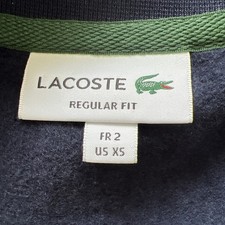 LACOSTE
REGULAR FIT
FR 2
US XS